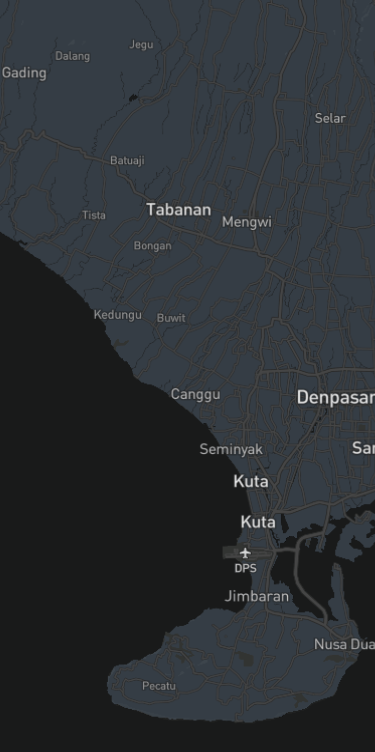 Jegu
Dalang
Gading
Selar
Batuaji
Tabanan
Tista
Mengwi
Bongan
Kedungu
Buwit
Canggu
Denpasar
Seminyak
San
Kuta
Kuta
DPS
Jimbaran
Nusa Dua
Pecatu